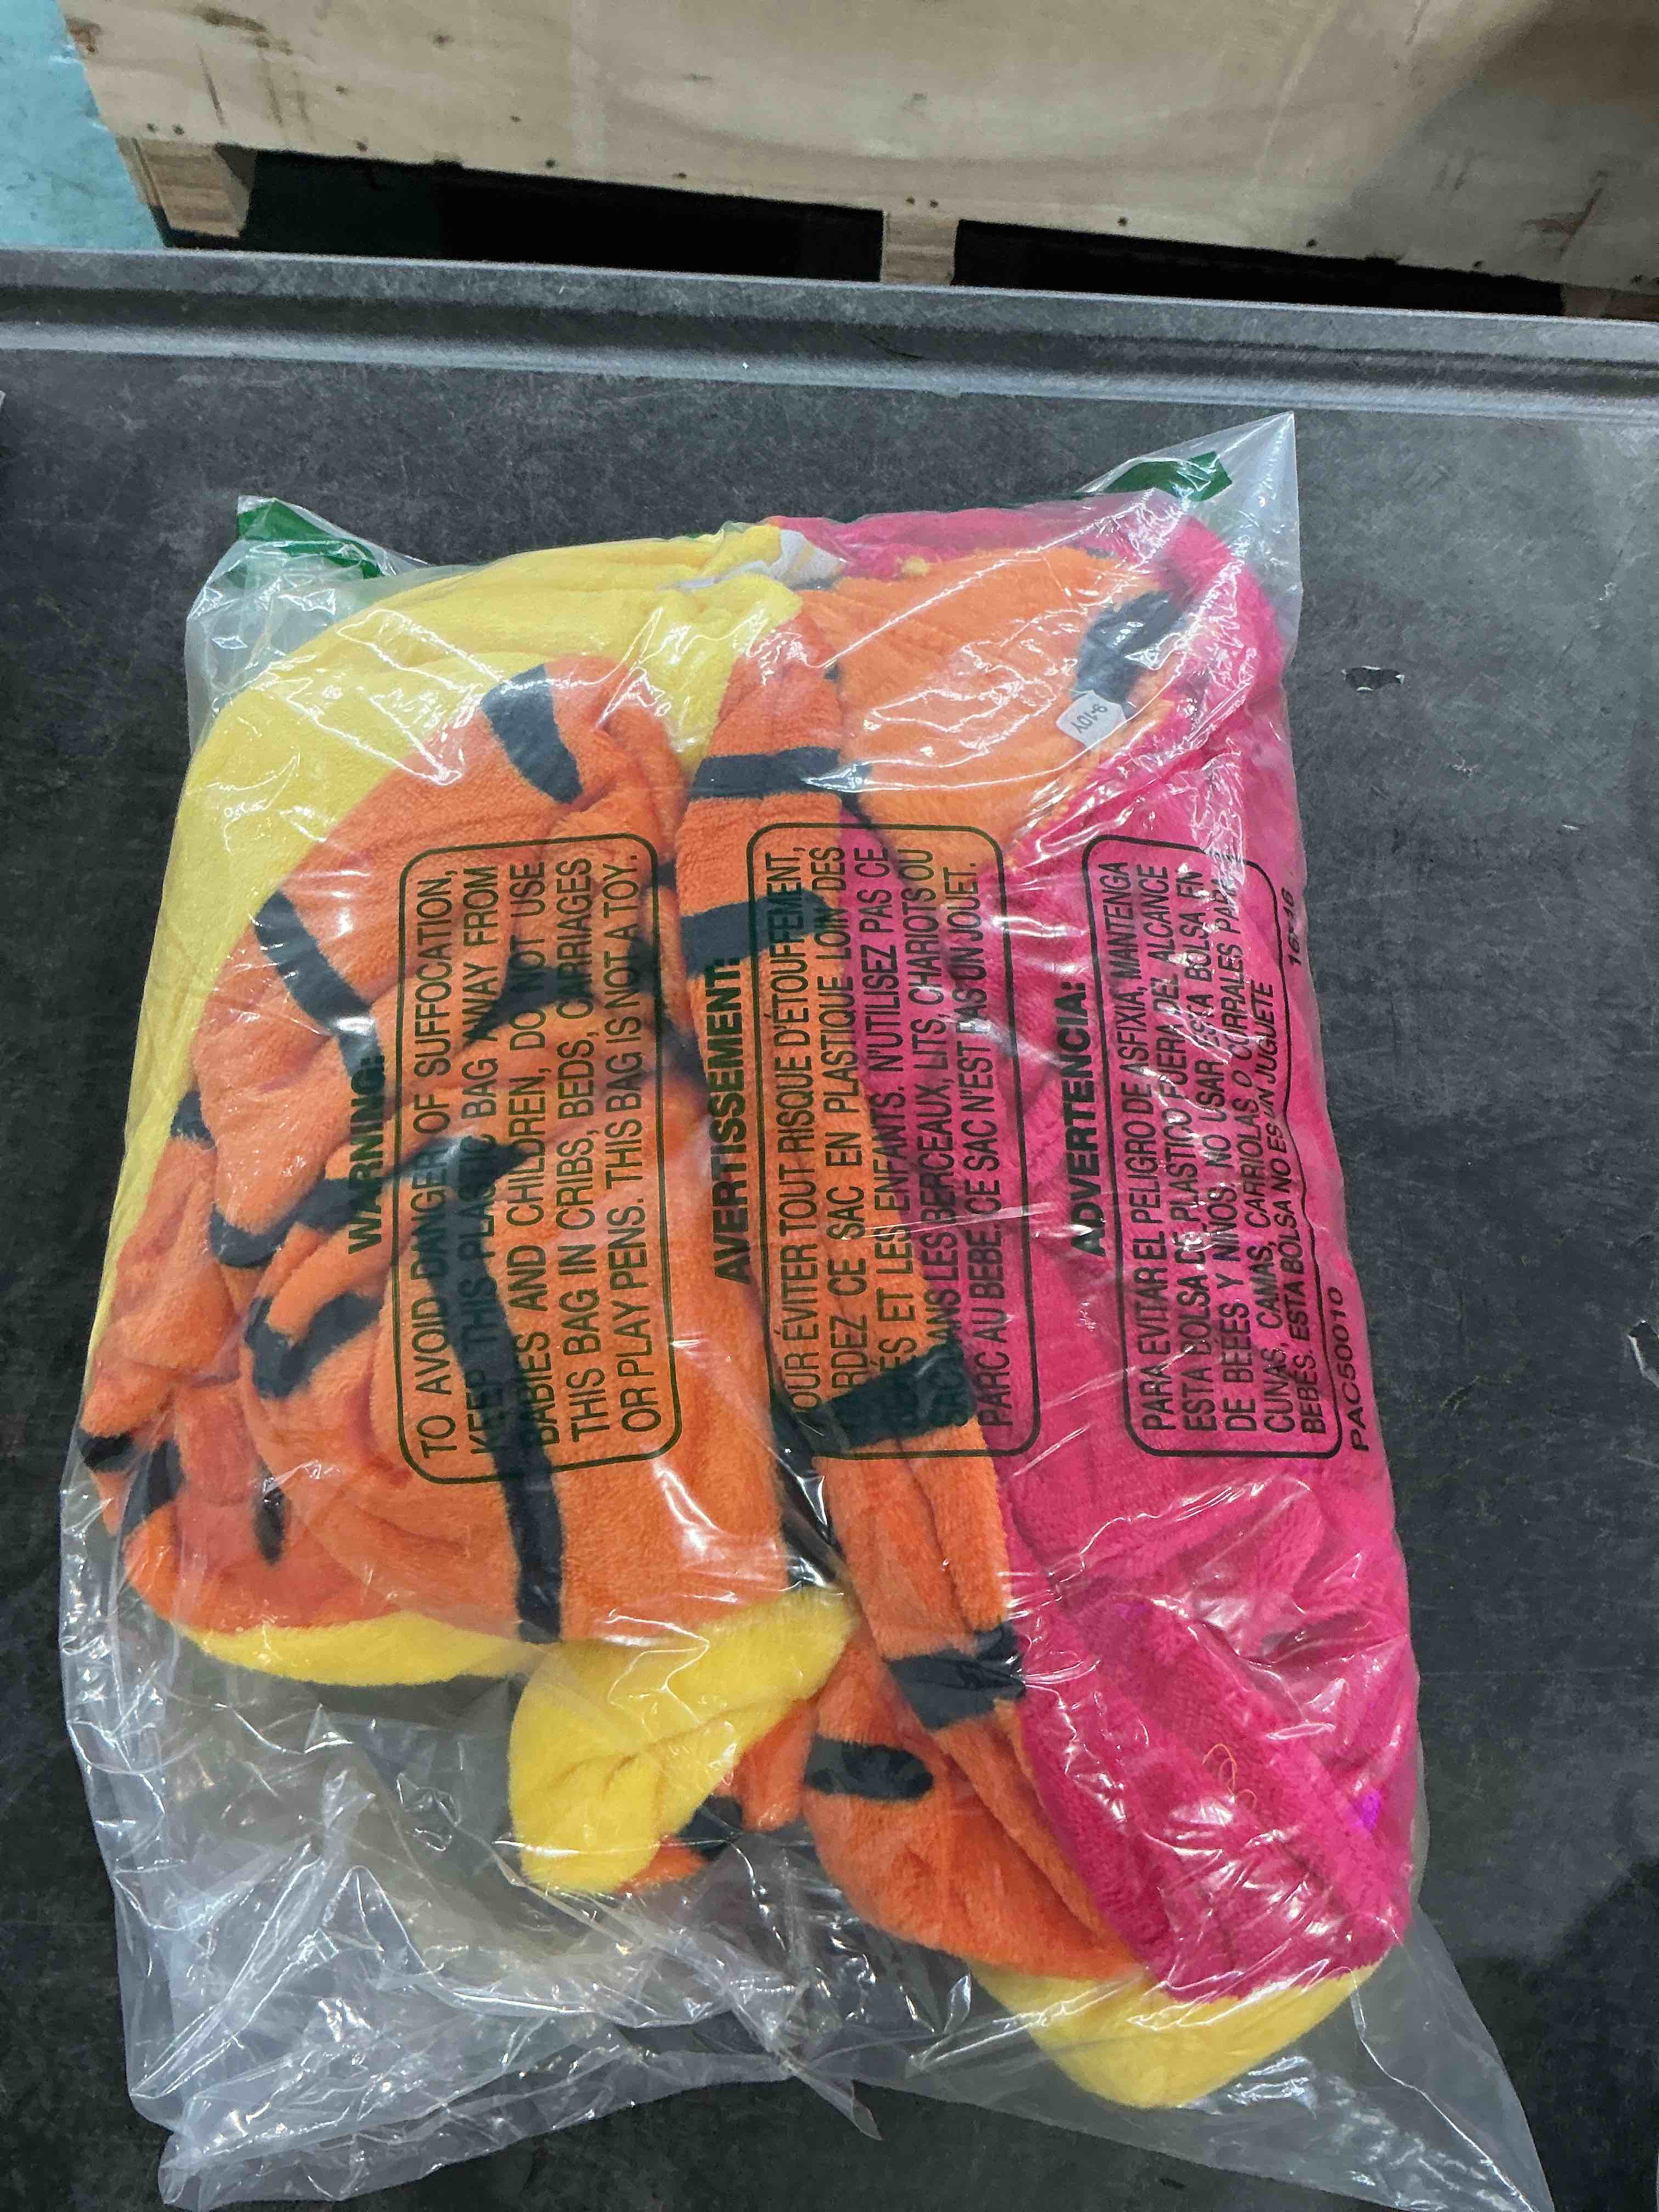 WARNING:
TO AVOID DANGER OF SUFFOCATION,
KEEP THIS PLASTIC BAG AWAY FROM
BABIES AND CHILDREN, DO NOT USE
THIS BAG IN CRIBS, BEDS, CARRIAGES
OR PLAY PENS. THIS BAG IS NOT A TOY.
AVERTISSEMENT:
OUR ÉVITER TOUT RISQUE D'ÉTOUFFEMENT,
RDEZ CE SAC EN PLASTIQUE LOIN DES
ÉS ET LES ENFANTS. N'UTILISEZ PAS CE
SAC DANS LES BERCEAUX, LITS, CHARIOTS OU
PARC AU BEBE. CE SAC N'EST PAS UN JOUET.
ADVERTENCIA:
PARA EVITAR EL PELIGRO DE ASFIXIA, MANTENGA
ESTA BOLSA DE PLASTICO FUERA DEL ALCANCE
DE BEBES Y NIÑOS. NO USAR ESTA BOLSA EN
CUNAS, CAMAS, CARRIOLAS O CORRALES PARA
BEBES. ESTA BOLSA NO ES UN JUGUETE
PAC50010
16×16
9-10Y